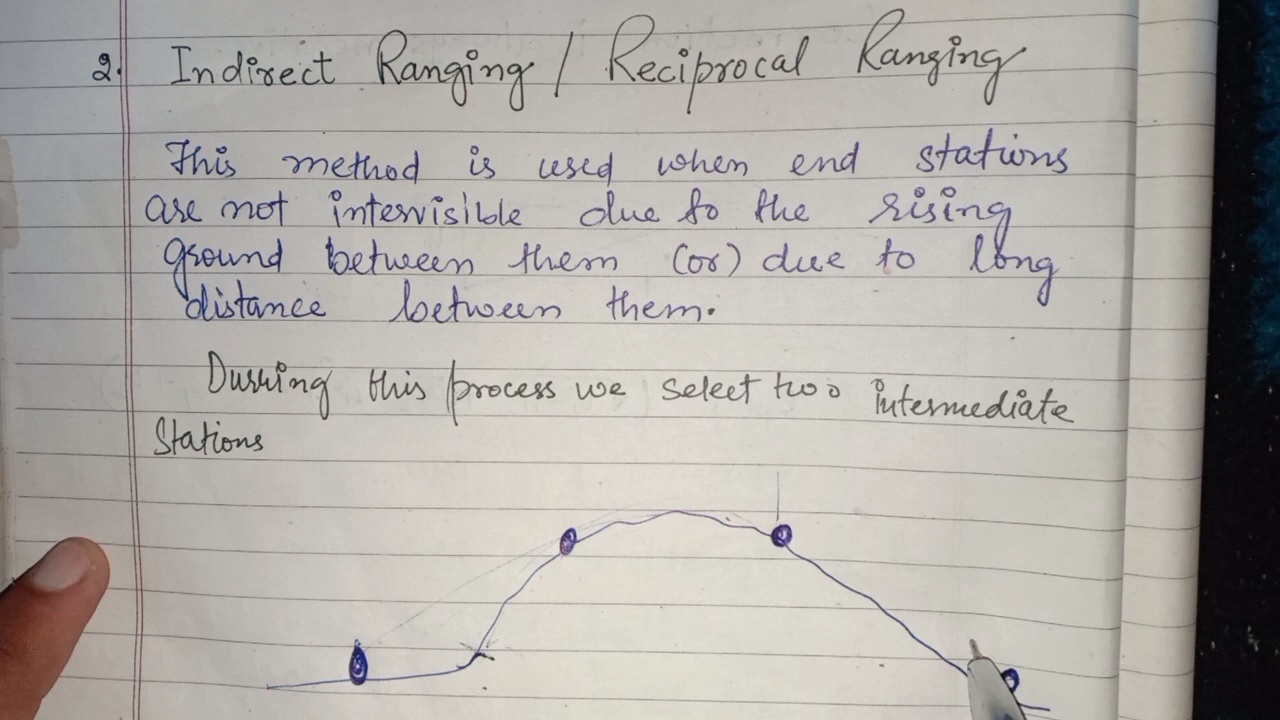 2. Indirect Ranging / Reciprocal Ranging
This method is used when end stations
are not intervisible due to the rising
ground between them (or) due to long
distance between them.
Durring this process we select two intermediate
Stations